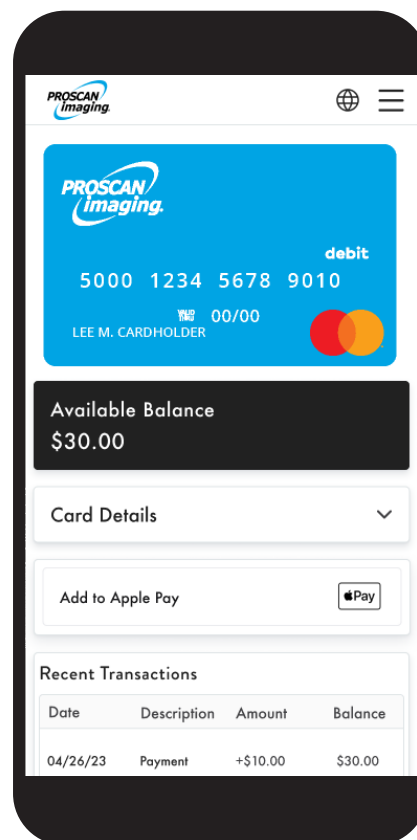 PROSCAN
imaging.
PROSCAN
imaging.
debit
5000 1234 5678 9010
VALID THRU 00/00
LEE M. CARDHOLDER
Available Balance
$30.00
Card Details
Add to Apple Pay
Pay
Recent Transactions
Date Description Amount Balance
04/26/23 Payment +$10.00 $30.00